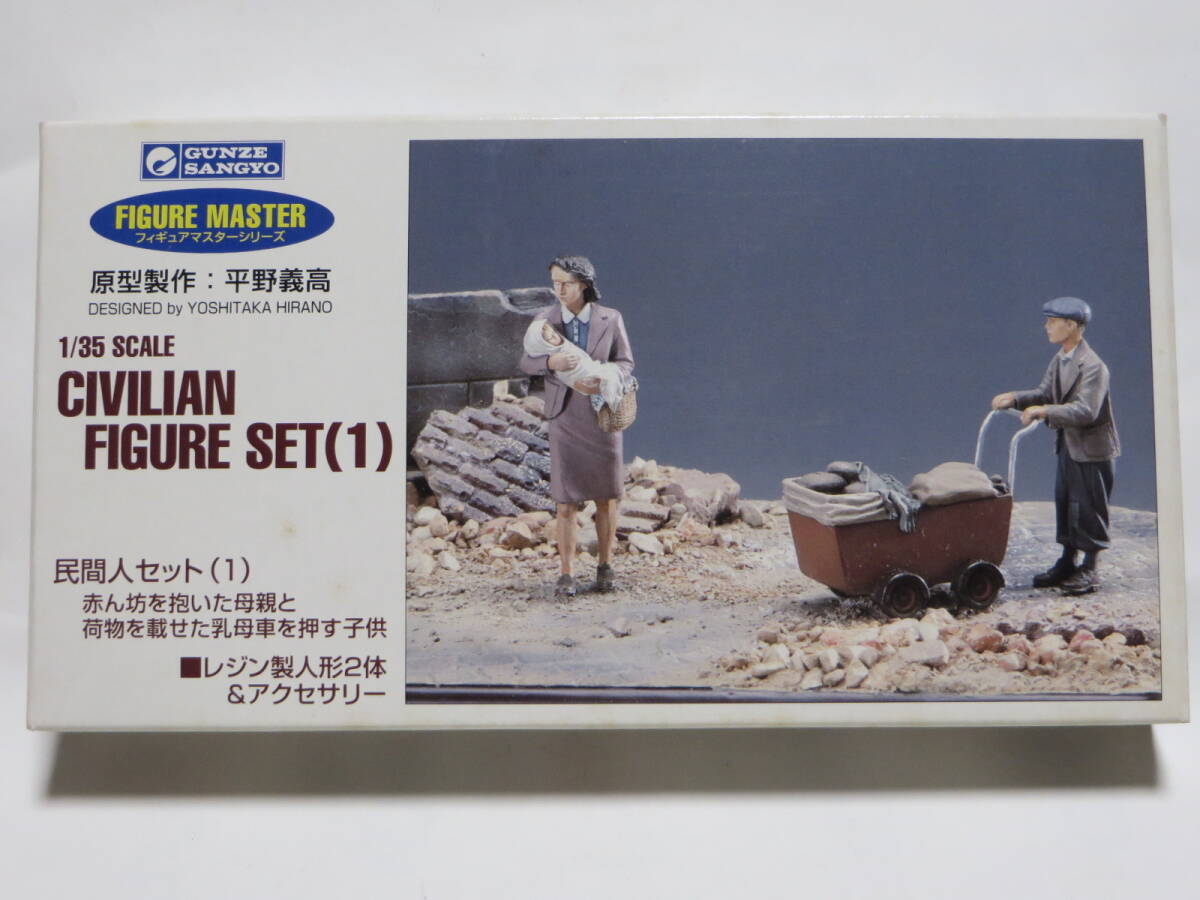 GUNZE
SANGYO
FIGURE MASTER
フィギュアマスターシリーズ
原型製作：平野義高
DESIGNED by YOSHITAKA HIRANO
1/35 SCALE
CIVILIAN
FIGURE SET(1)
民間人セット（1）
赤ん坊を抱いた母親と
荷物を載せた乳母車を押す子供
■レジン製人形2体
&アクセサリー